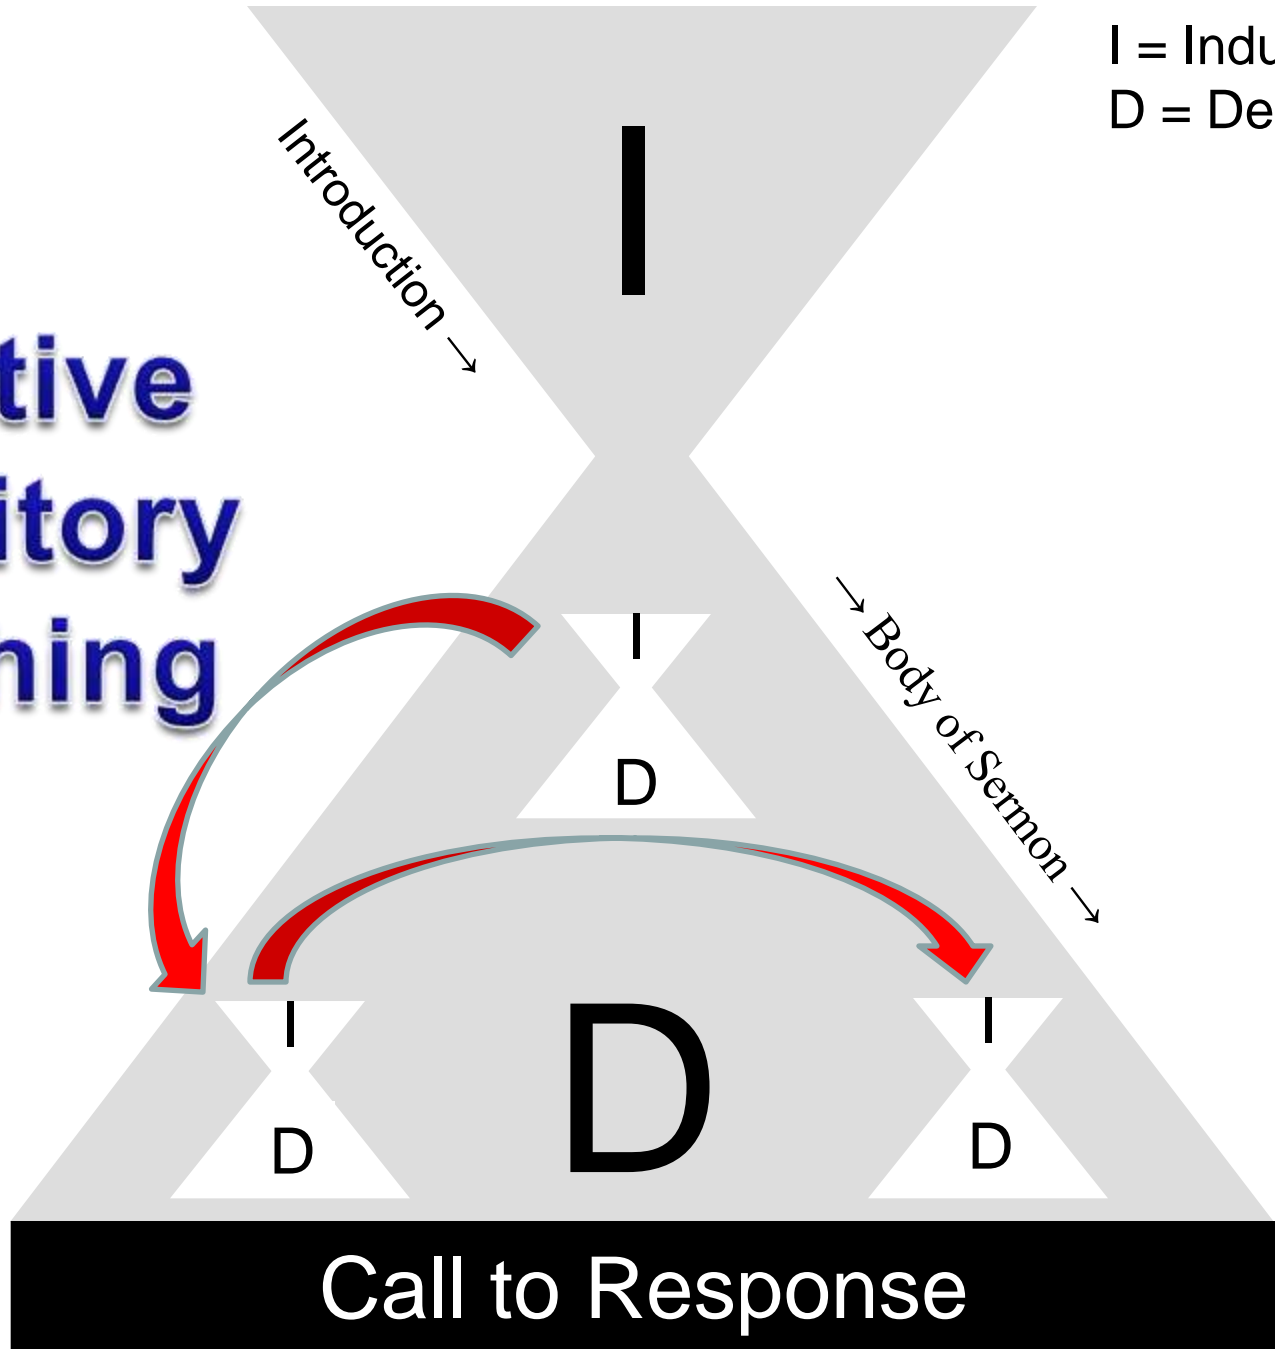 I = Indu
D = De
I
Introduction →
tive
itory
hing
I
D
→ Body of Sermon →
I
D
D
I
D
Call to Response